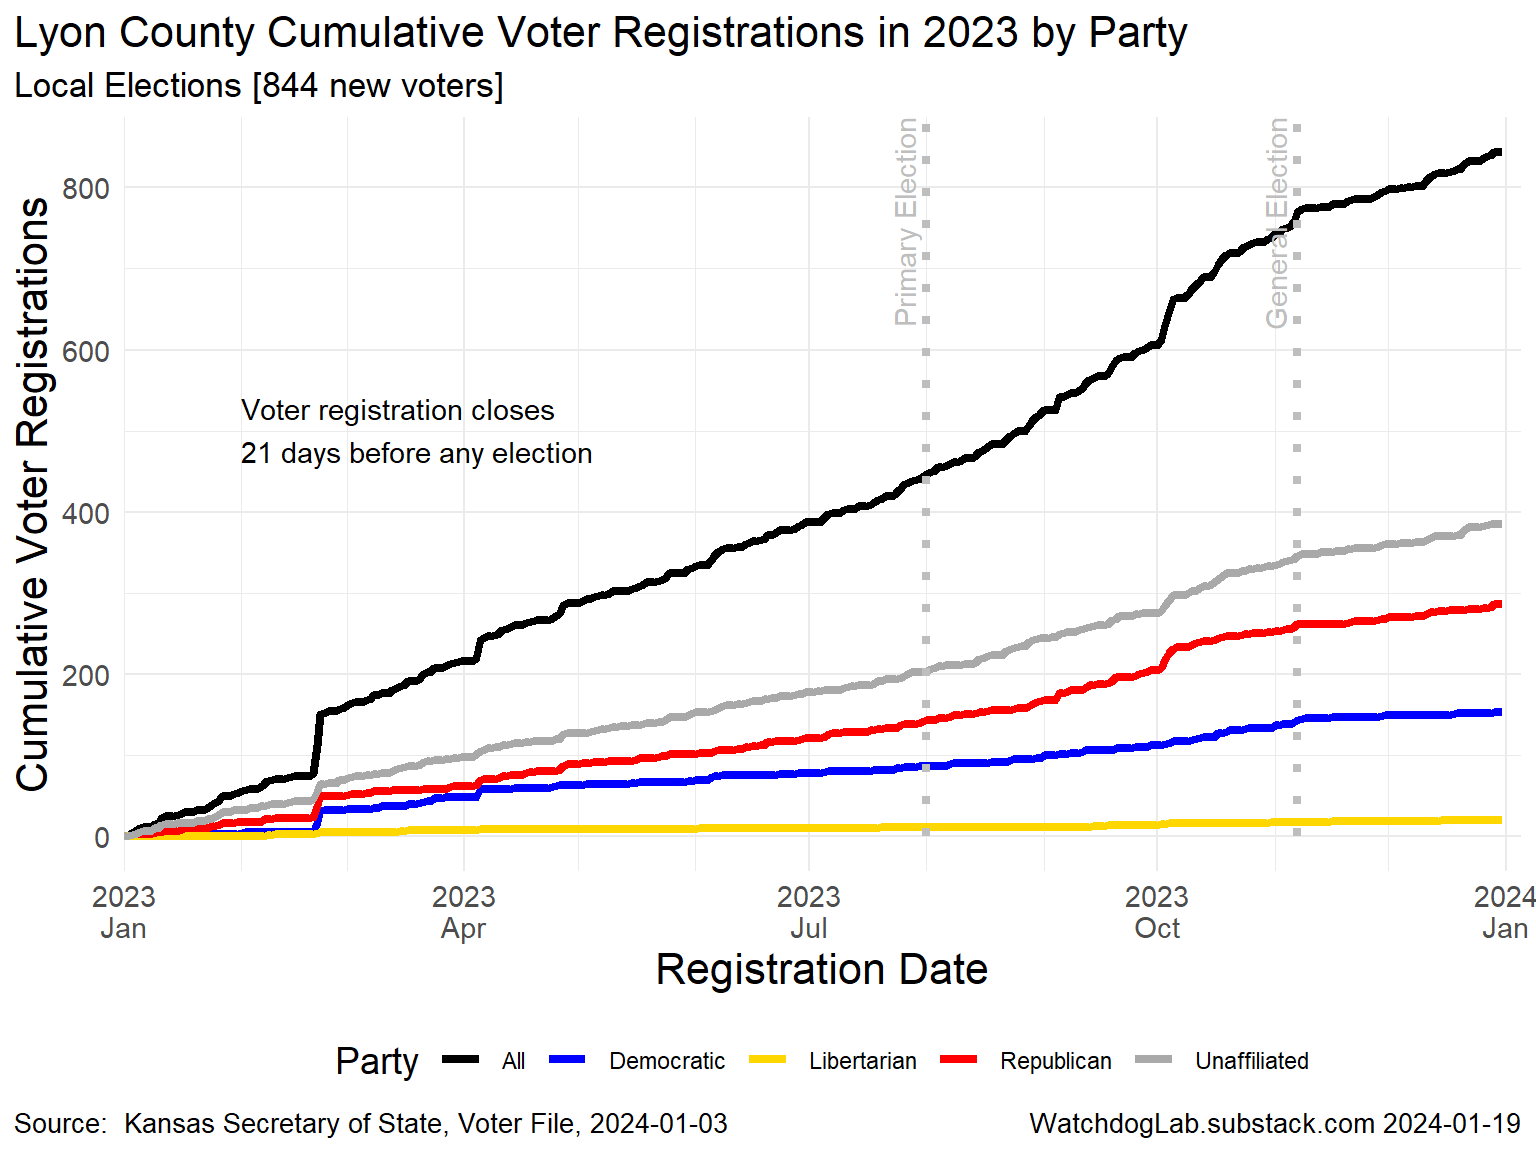 Lyon County Cumulative Voter Registrations in 2023 by Party
Local Elections [844 new voters]
Cumulative Voter Registrations
800
600
400
200
0
Primary Election
General Election
Voter registration closes
21 days before any election
2023
Jan
2023
Apr
2023
Jul
2023
Oct
2024
Jan
Registration Date
Party
All
Democratic
Libertarian
Republican
Unaffiliated
Source:  Kansas Secretary of State, Voter File, 2024-01-03
WatchdogLab.substack.com 2024-01-19